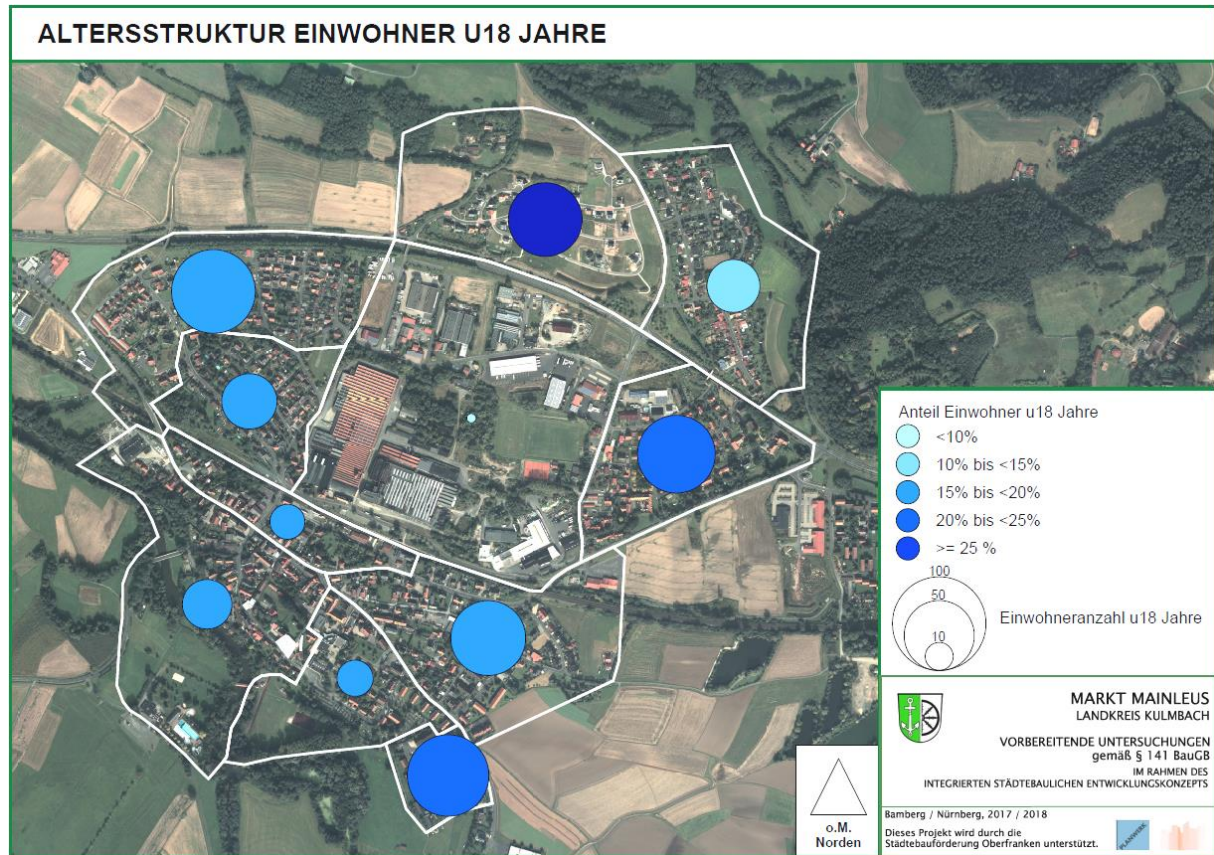 ALTERSSTRUKTUR EINWOHNER U18 JAHRE
Anteil Einwohner u18 Jahre
<10%
10% bis <15%
15% bis <20%
20% bis <25%
>= 25 %
100
50
10
Einwohneranzahl u18 Jahre
MARKT MAINLEUS
LANDKREIS KULMBACH
VORBEREITENDE UNTERSUCHUNGEN
gemäß § 141 BauGB
IM RAHMEN DES
INTEGRIERTEN STÄDTEBAULICHEN ENTWICKLUNGSKONZEPTS
o.M.
Norden
Bamberg / Nürnberg, 2017 / 2018
Dieses Projekt wird durch die
Städtebauförderung Oberfranken unterstützt.
PLANWERK